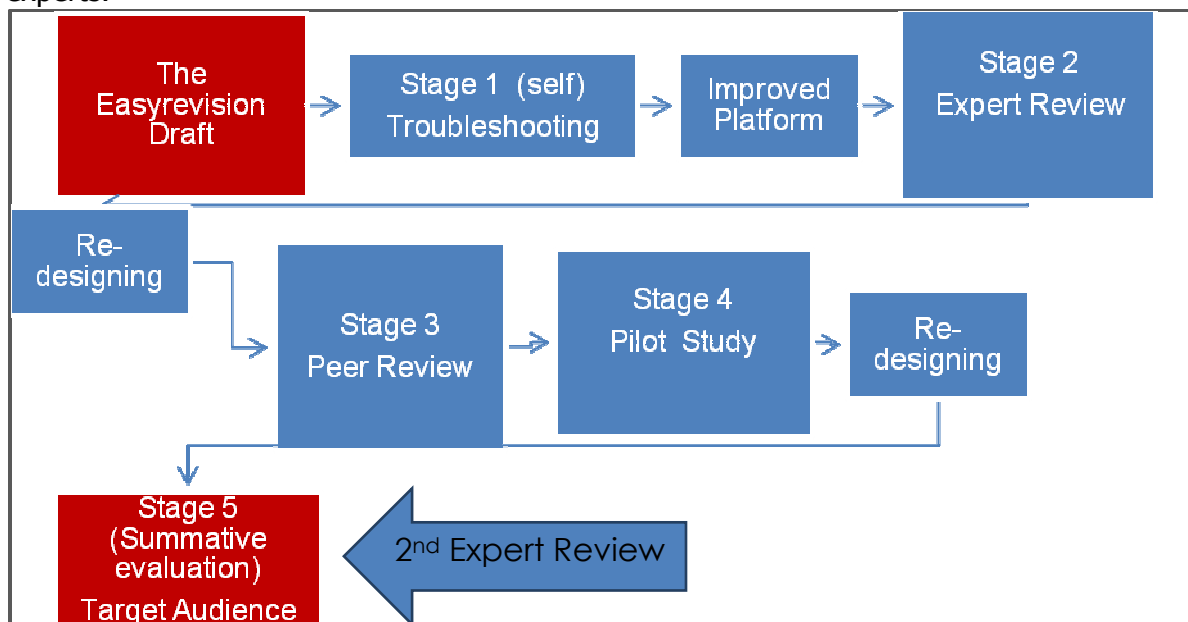 experts.
The
Easyrevision
Draft
Stage 1 (self)
Troubleshooting
Improved
Platform
Stage 2
Expert Review
Re-
designing
Stage 3
Peer Review
Stage 4
Pilot Study
Re-
designing
Stage 5
(Summative
evaluation)
Target Audience
2nd Expert Review